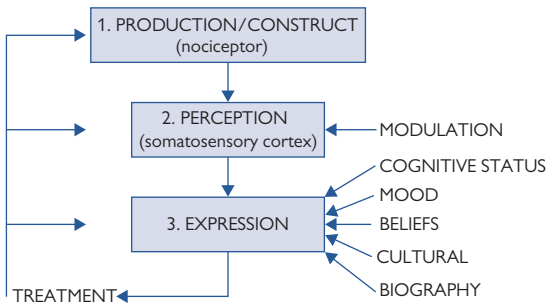 1. PRODUCTION/CONSTRUCT
(nociceptor)
2. PERCEPTION
(somatosensory cortex)
MODULATION
COGNITIVE STATUS
MOOD
3. EXPRESSION
BELIEFS
CULTURAL
BIOGRAPHY
TREATMENT